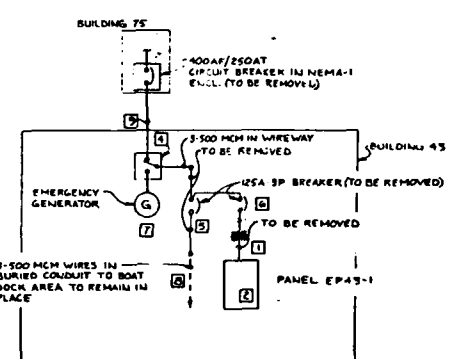 BUILDING 75
400AF/250AT
CIRCUIT BREAKER IN NEMA-1
ENCL. (TO BE REMOVED)
9
4
3-500 MCM IN WIREWAY
TO BE REMOVED
BUILDING 43
125A-3P BREAKER (TO BE REMOVED)
EMERGENCY
GENERATOR
G
7
5
6
TO BE REMOVED
1
3-500 MCM WIRES IN
BURIED CONDUIT TO BOAT
DOCK AREA TO REMAIN IN
PLACE
2
PANEL EP43-1